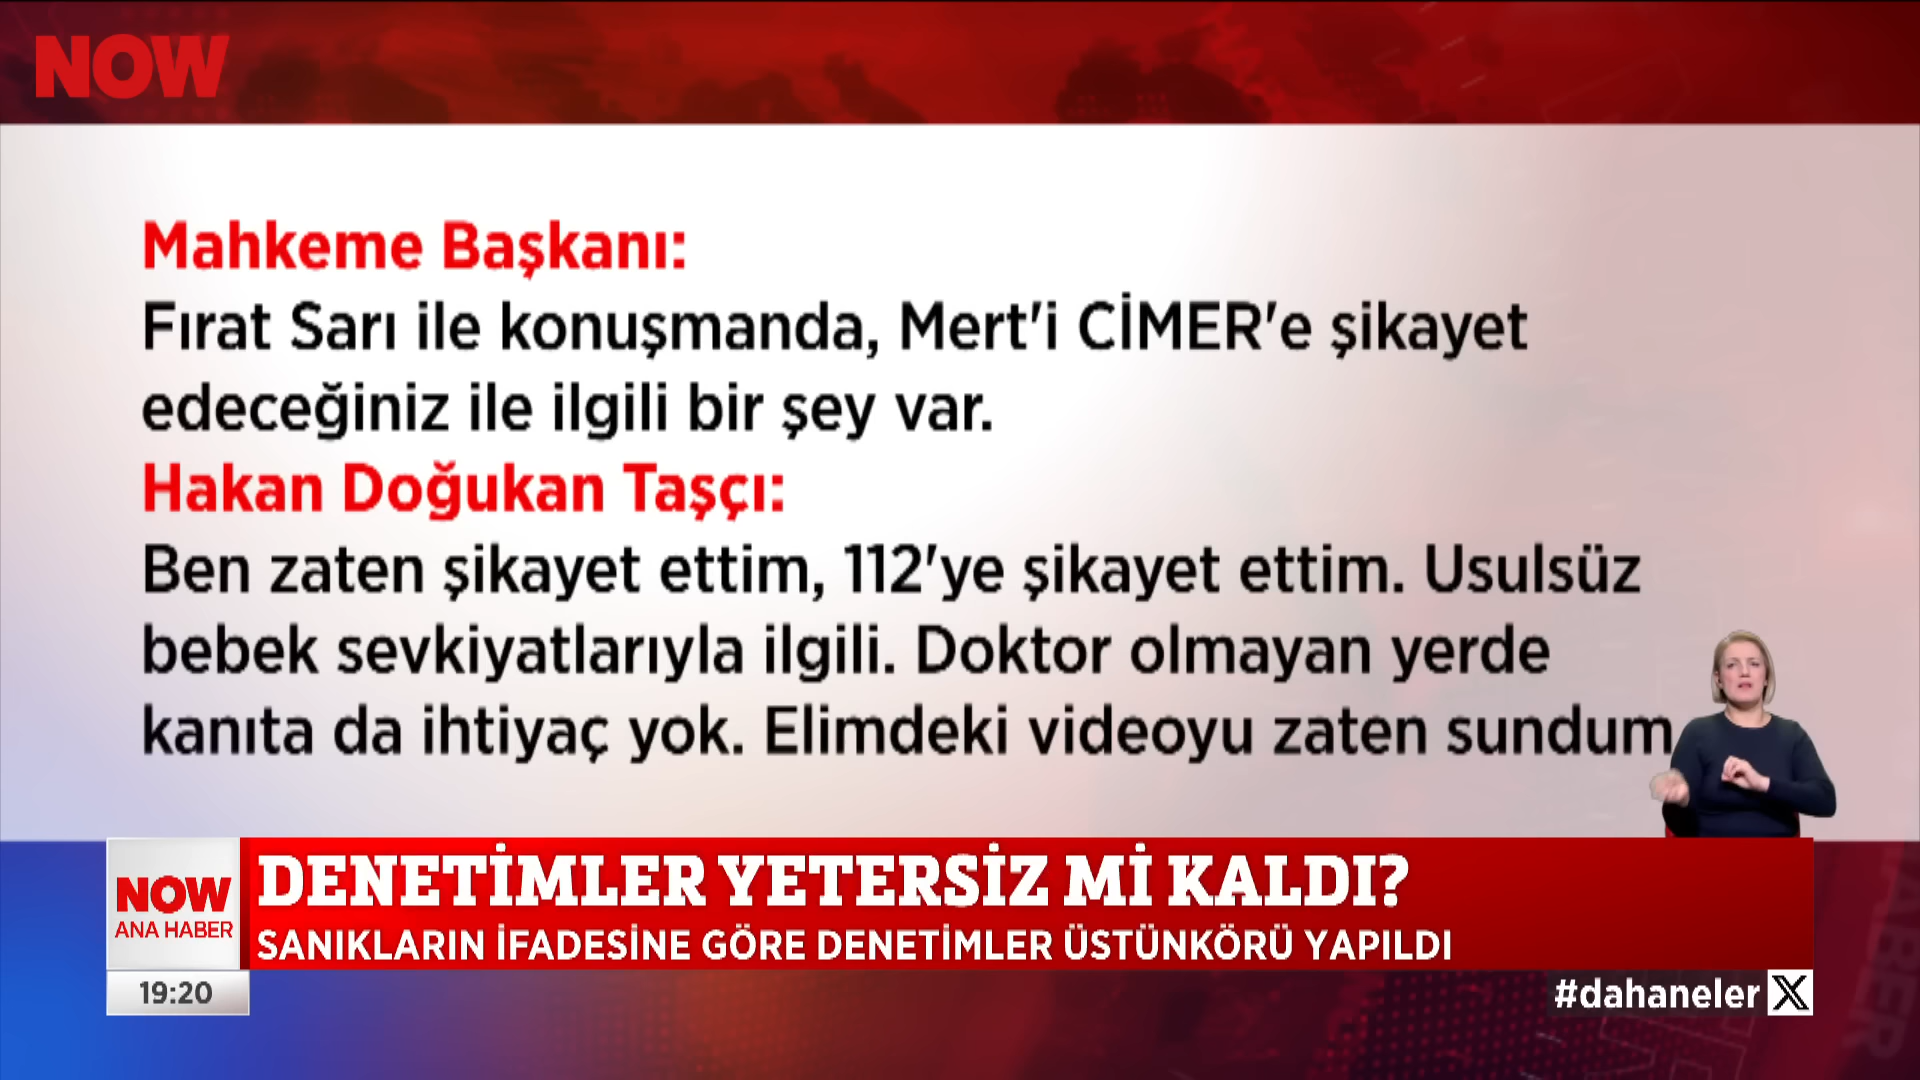 NOW
Mahkeme Başkanı:
Fırat Sarı ile konuşmanda, Mert'i CİMER'e şikayet
edeceğiniz ile ilgili bir şey var.
Hakan Doğukan Taşçı:
Ben zaten şikayet ettim, 112'ye şikayet ettim. Usulsüz
bebek sevkiyatlarıyla ilgili. Doktor olmayan yerde
kanıta da ihtiyaç yok. Elimdeki videoyu zaten sundum
DENETİMLER YETERSİZ Mİ KALDI?
NOW
ANA HABER
SANIKLARIN İFADESİNE GÖRE DENETİMLER ÜSTÜNKÖRÜ YAPILDI
19:20
#dahaneler X